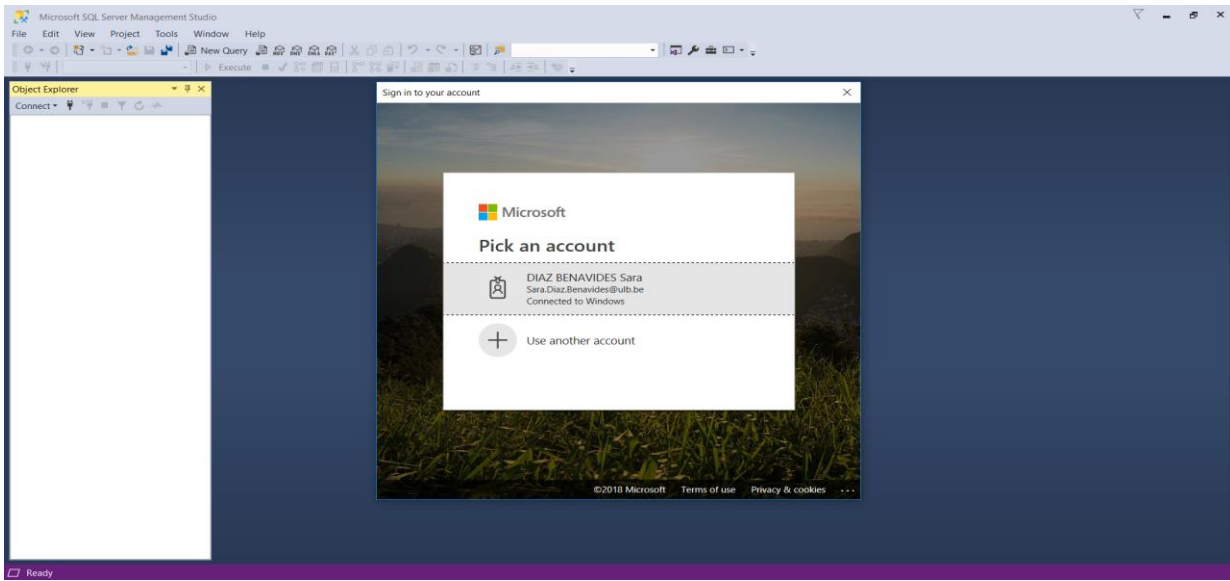 Microsoft SQL Server Management Studio
File Edit View Project Tools Window Help
New Query
Execute
Object Explorer
Connect
Sign in to your account
Microsoft
Pick an account
DIAZ BENAVIDES Sara
Sara.Diaz.Benavides@ulb.be
Connected to Windows
Use another account
©2018 Microsoft Terms of use Privacy & cookies ...
Ready